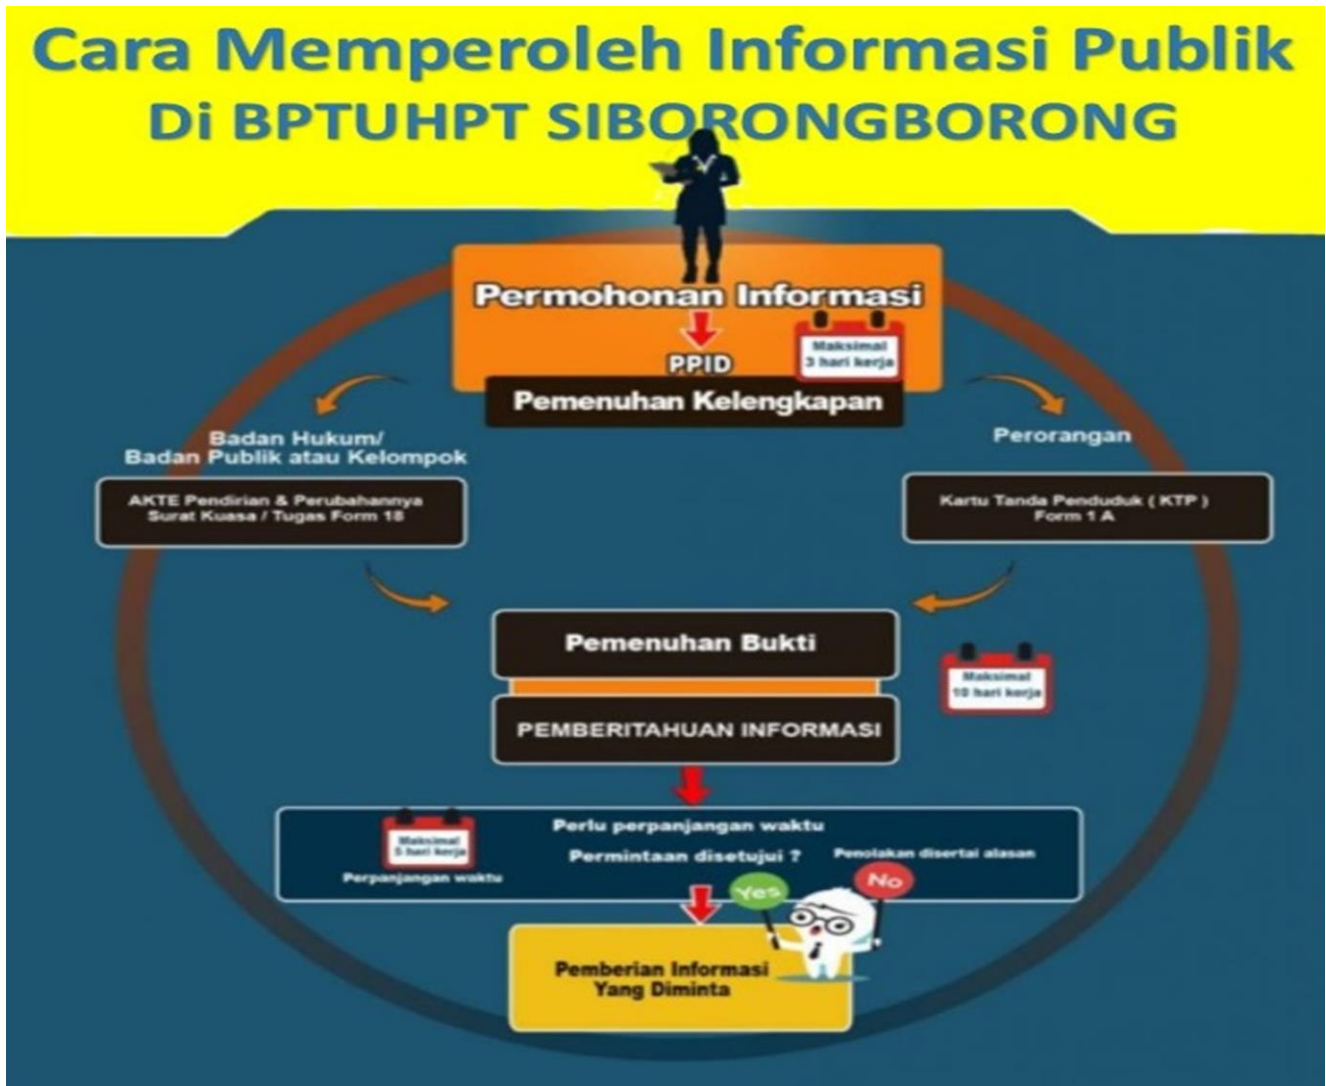 Cara Memperoleh Informasi Publik
Di BPTUHPT SIBORONGBORONG
Permohonan Informasi
PPID
Maksimal
3 hari kerja
Pemenuhan Kelengkapan
Badan Hukum/
Badan Publik atau Kelompok
AKTE Pendirian & Perubahannya
Surat Kuasa / Tugas Form 18
Perorangan
Kartu Tanda Penduduk ( KTP )
Form 1 A
Pemenuhan Bukti
PEMBERITAHUAN INFORMASI
Maksimal
10 hari kerja
Maksimal
5 hari kerja
Perpanjangan waktu
Perlu perpanjangan waktu
Permintaan disetujui ?
Penolakan disertai alasan
Yes
No
Pemberian Informasi
Yang Diminta